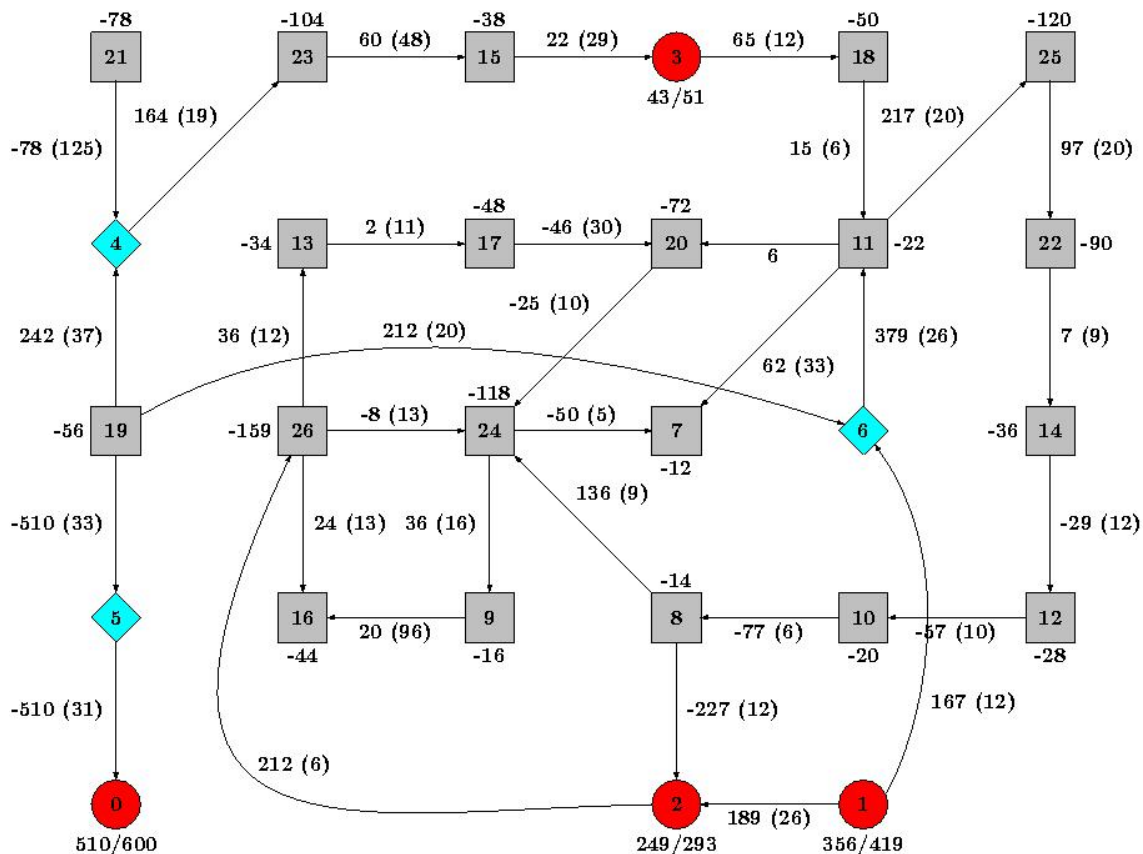 -78 -104 -38 -50 -120
60 (48) 22 (29) 65 (12)
21 23 15 3 18 25
43/51
164 (19) 217 (20)
-78 (125) 15 (6) 97 (20)
-48 -72
2 (11) -46 (30)
4 -34 13 17 20 11 -22 22 -90
6
-25 (10)
242 (37) 36 (12) 212 (20) 379 (26) 7 (9)
62 (33)
-118
-8 (13) -50 (5)
-56 19 -159 26 24 7 6 -36 14
-12
136 (9)
-510 (33) 24 (13) 36 (16) -29 (12)
-14
5 16 9 8 10 12
20 (96) -77 (6) -57 (10)
-44 -16 -20 -28
-510 (31) -227 (12) 167 (12)
212 (6)
0 2 1
189 (26)
510/600 249/293 356/419